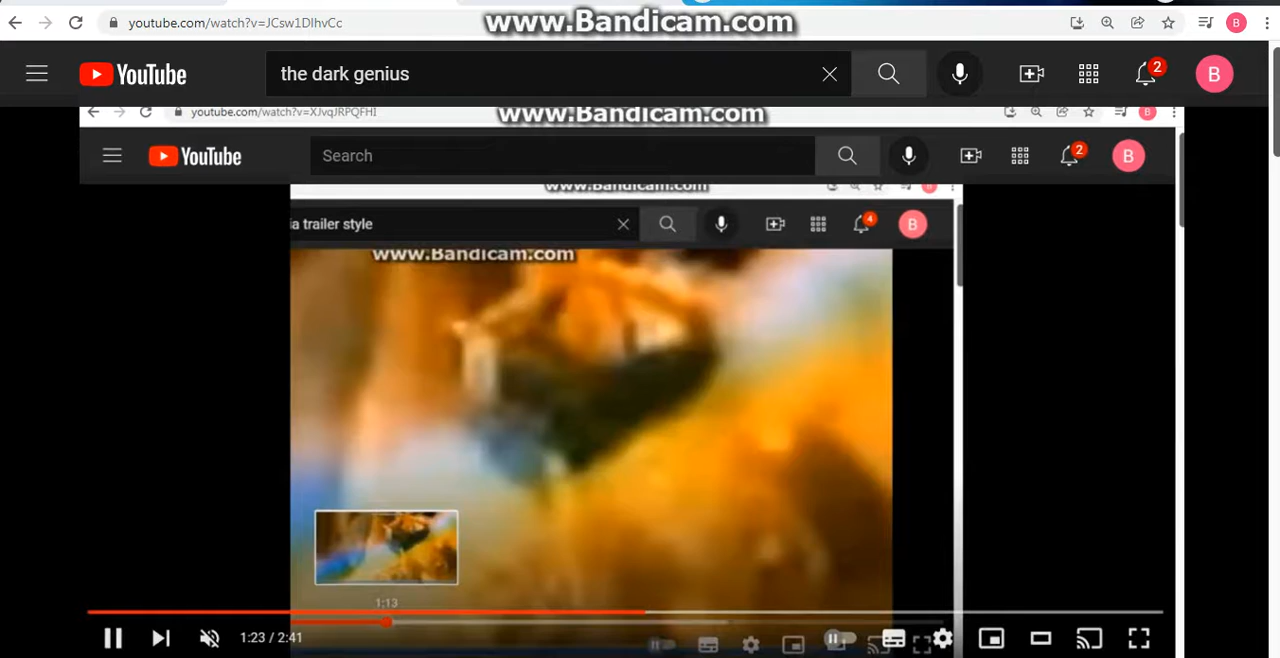 youtube.com/watch?v=JCsw1DIhvCc
www.Bandicam.com
B
YouTube
the dark genius
2
B
youtube.com/watch?v=XJvqJRPQFHI
www.Bandicam.com
B
YouTube
Search
2
B
www.Bandicam.com
ia trailer style
4
B
www.Bandicam.com
1:13
1:23 / 2:41